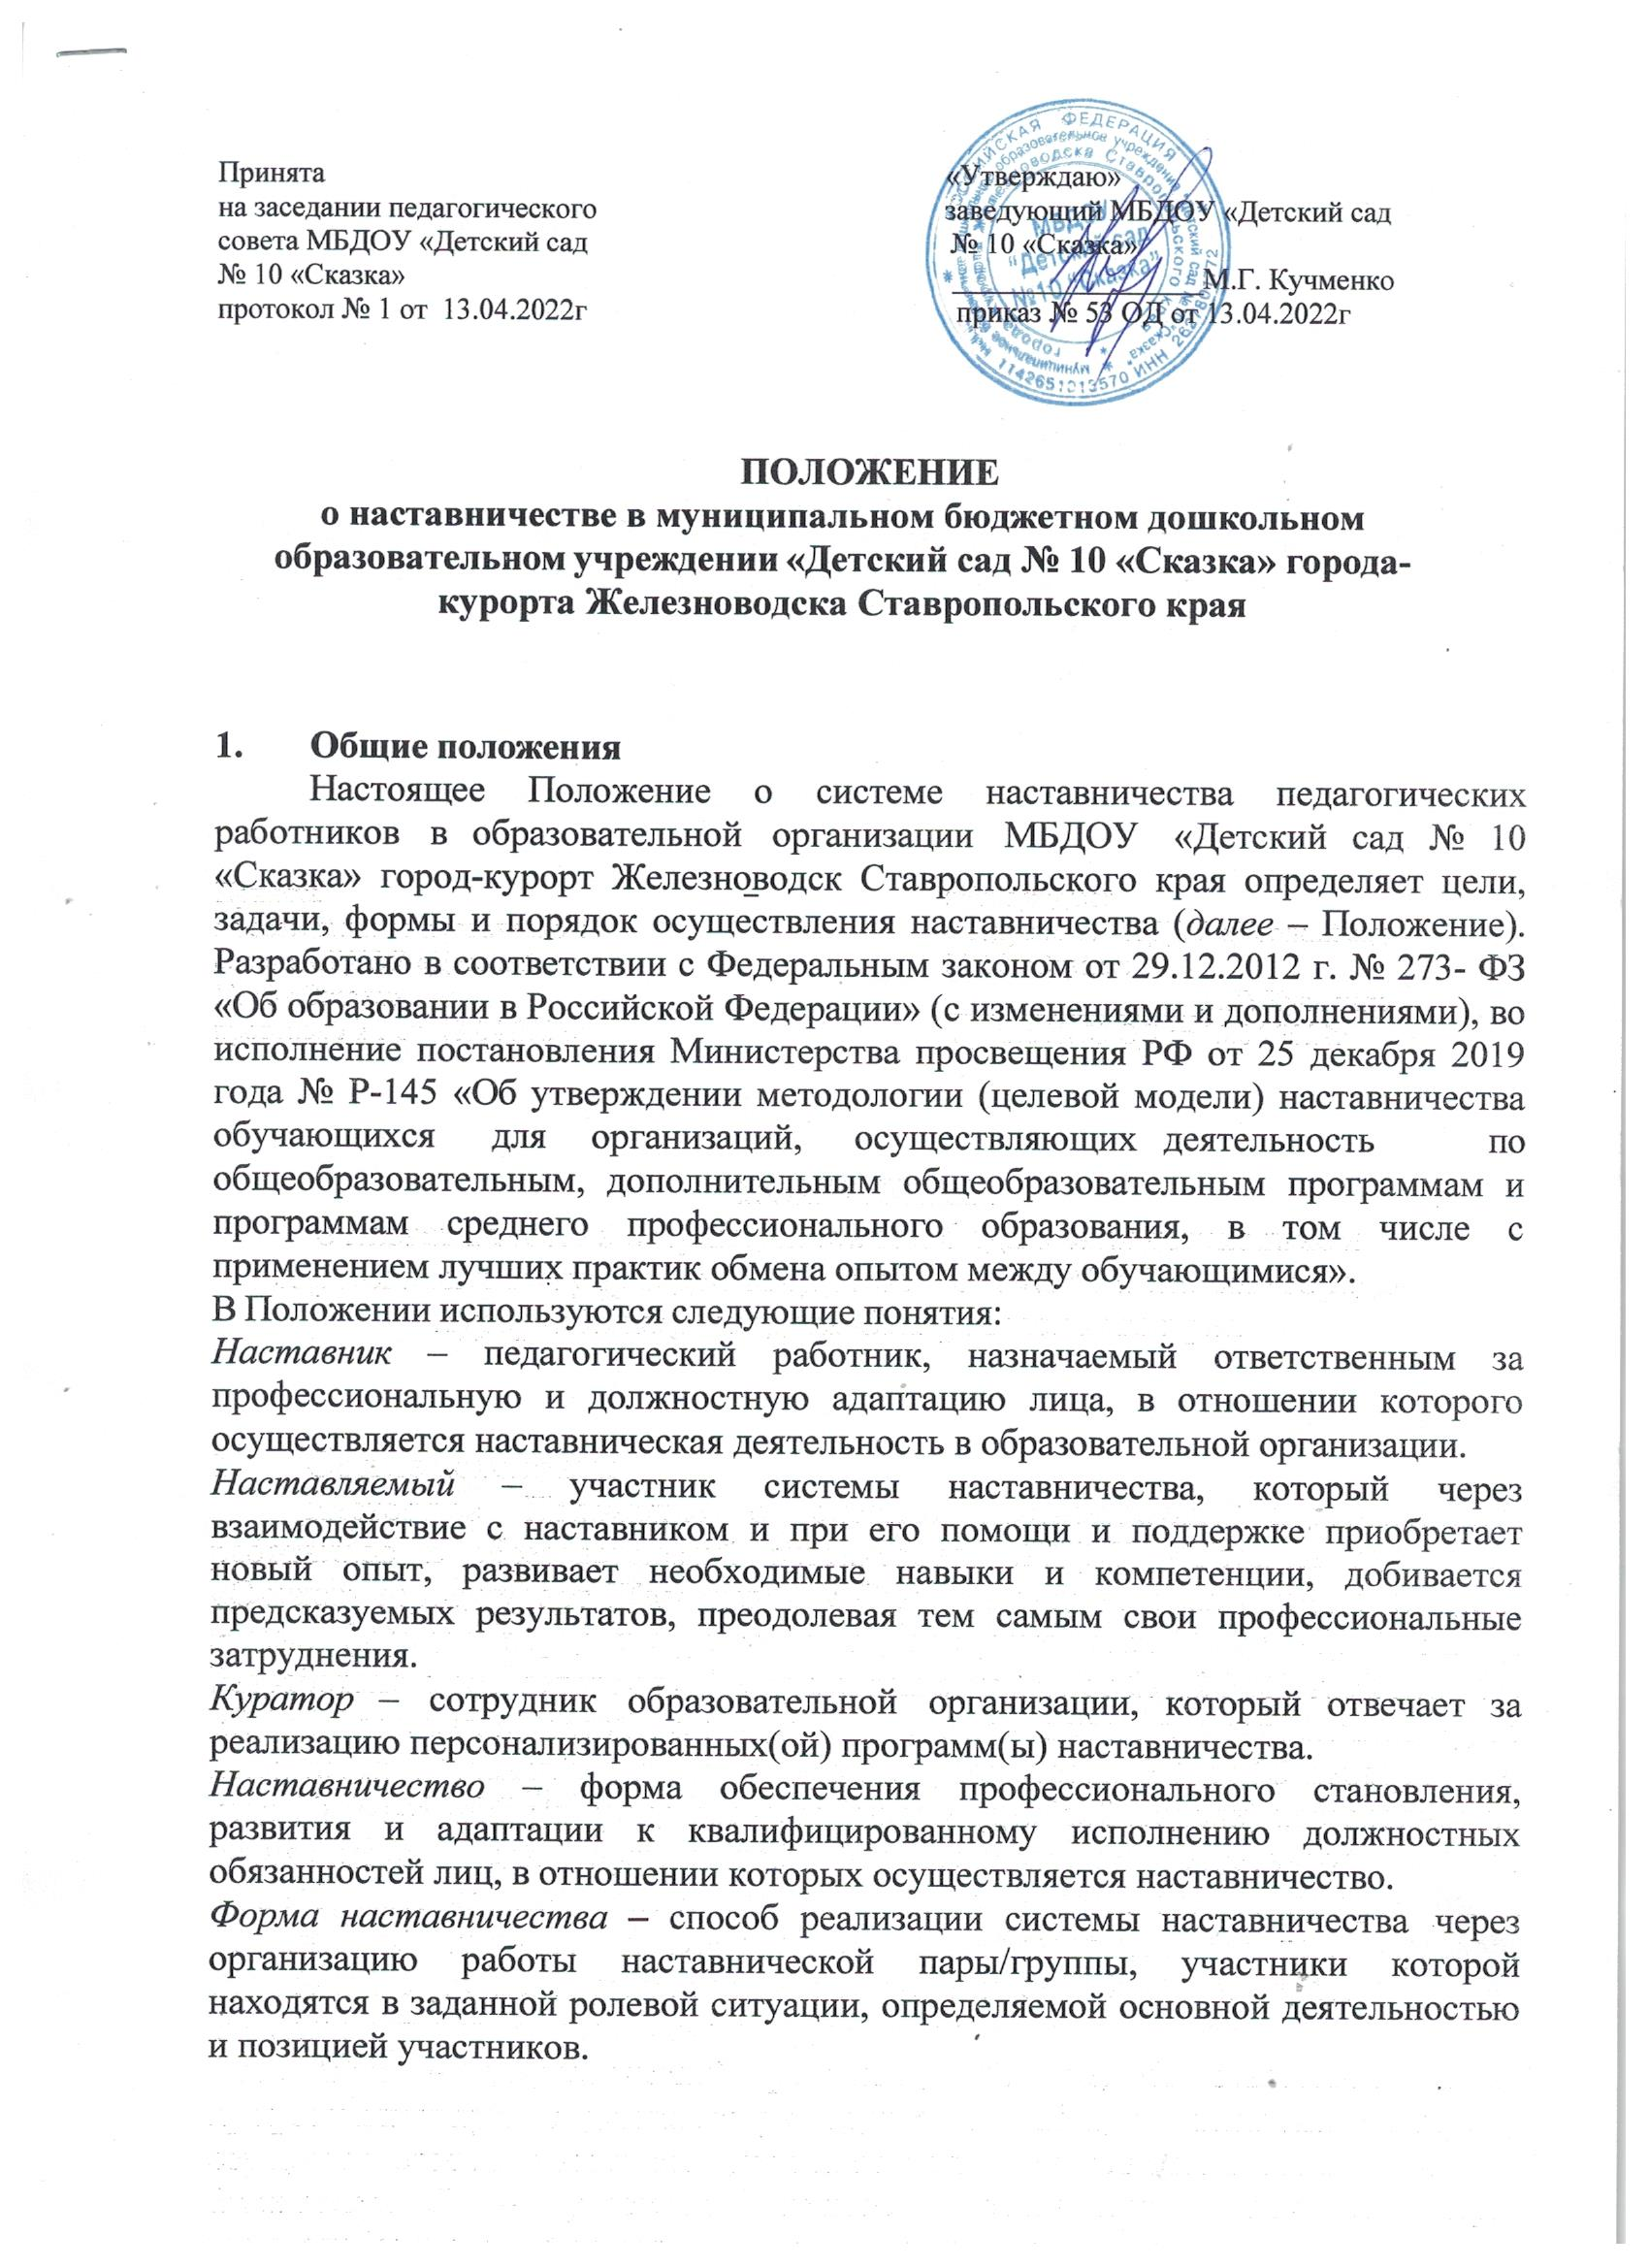 Принята
на заседании педагогического
совета МБДОУ «Детский сад
№ 10 «Сказка»
протокол № 1 от 13.04.2022г
«Утверждаю»
заведующий МБДОУ «Детский сад
№ 10 «Сказка»
М.Г. Кучменко
приказ № 53 ОД от 13.04.2022г
ФЕДЕРАЦИЯ
МБДОУ
"Детский сад
№10 "Сказка"
ПОЛОЖЕНИЕ
о наставничестве в муниципальном бюджетном дошкольном
образовательном учреждении «Детский сад № 10 «Сказка» города-
курорта Железноводска Ставропольского края
1. Общие положения
Настоящее Положение о системе наставничества педагогических
работников в образовательной организации МБДОУ «Детский сад № 10
«Сказка» город-курорт Железноводск Ставропольского края определяет цели,
задачи, формы и порядок осуществления наставничества (далее – Положение).
Разработано в соответствии с Федеральным законом от 29.12.2012 г. № 273- ФЗ
«Об образовании в Российской Федерации» (с изменениями и дополнениями), во
исполнение постановления Министерства просвещения РФ от 25 декабря 2019
года № Р-145 «Об утверждении методологии (целевой модели) наставничества
обучающихся для организаций, осуществляющих деятельность по
общеобразовательным, дополнительным общеобразовательным программам и
программам среднего профессионального образования, в том числе с
применением лучших практик обмена опытом между обучающимися».
В Положении используются следующие понятия:
Наставник – педагогический работник, назначаемый ответственным за
профессиональную и должностную адаптацию лица, в отношении которого
осуществляется наставническая деятельность в образовательной организации.
Наставляемый – участник системы наставничества, который через
взаимодействие с наставником и при его помощи и поддержке приобретает
новый опыт, развивает необходимые навыки и компетенции, добивается
предсказуемых результатов, преодолевая тем самым свои профессиональные
затруднения.
Куратор – сотрудник образовательной организации, который отвечает за
реализацию персонализированных(ой) программ(ы) наставничества.
Наставничество – форма обеспечения профессионального становления,
развития и адаптации к квалифицированному исполнению должностных
обязанностей лиц, в отношении которых осуществляется наставничество.
Форма наставничества – способ реализации системы наставничества через
организацию работы наставнической пары/группы, участники которой
находятся в заданной ролевой ситуации, определяемой основной деятельностью
и позицией участников.